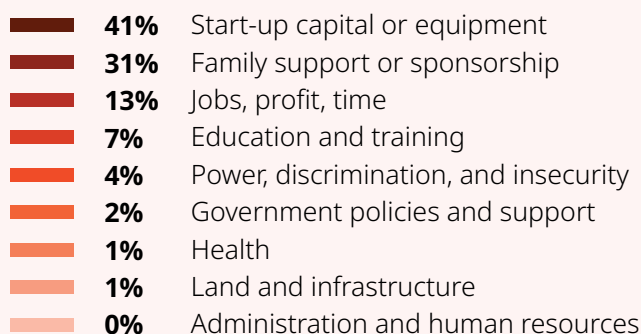 41% Start-up capital or equipment
31% Family support or sponsorship
13% Jobs, profit, time
7% Education and training
4% Power, discrimination, and insecurity
2% Government policies and support
1% Health
1% Land and infrastructure
0% Administration and human resources